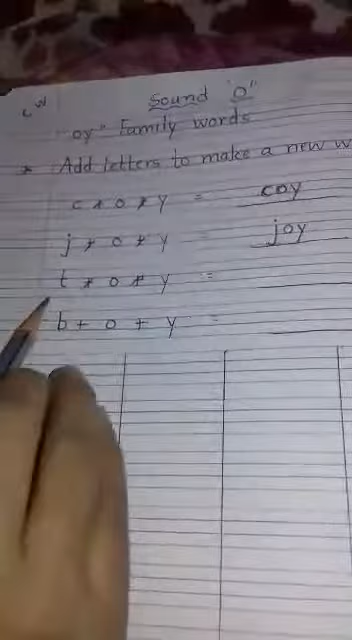 C W
Sound "o"
oy" Family words
* Add letters to make a new w
c + o + y = coy
j + o + y = joy
t + o + y =
b + o + y =